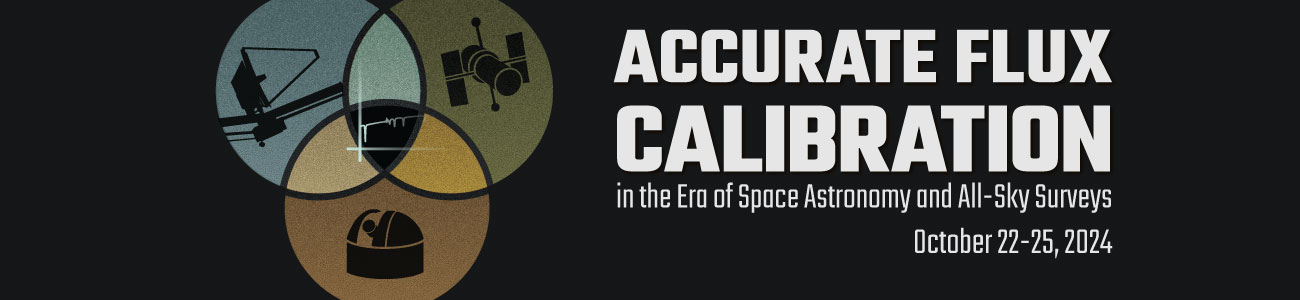 ACCURATE FLUX
CALIBRATION
in the Era of Space Astronomy and All-Sky Surveys
October 22-25, 2024